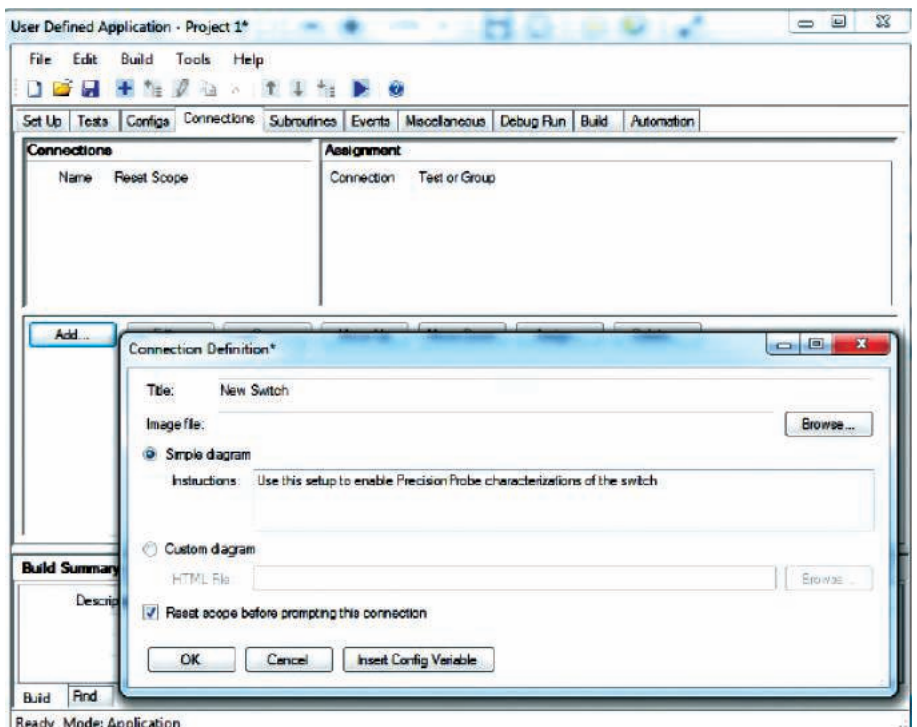 User Defined Application - Project 1*
File Edit Build Tools Help
Set Up Tests Configs Connections Subroutines Events Miscellaneous Debug Run Build Automation
Connections
Assignment
Name Reset Scope
Connection Test or Group
Add...
Connection Definition*
Title: New Switch
Image file: Browse...
Simple diagram
Instructions: Use this setup to enable Precision Probe characterizations of the switch
Custom diagram
HTML File Browse...
Reset scope before prompting this connection
OK Cancel Insert Config Variable
Build Summary
Descrip
Build Find
Ready Mode: Application